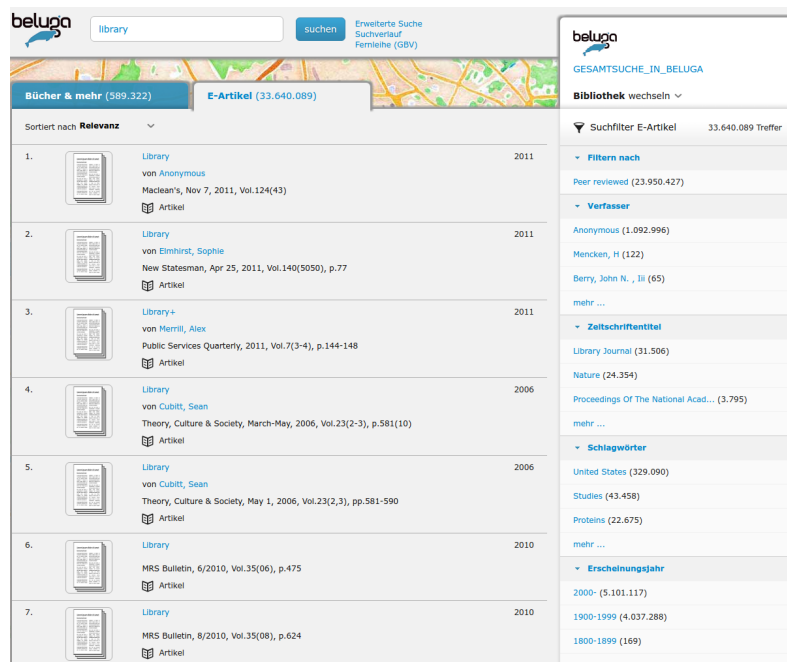 beluga
library
suchen
Erweiterte Suche
Suchverlauf
Fernleihe (GBV)
Bücher & mehr (589.322)
E-Artikel (33.640.089)
Sortiert nach Relevanz
1.
Library
2011
von Anonymous
Maclean's, Nov 7, 2011, Vol.124(43)
Artikel
2.
Library
2011
von Elmhirst, Sophie
New Statesman, Apr 25, 2011, Vol.140(5050), p.77
Artikel
3.
Library+
2011
von Merrill, Alex
Public Services Quarterly, 2011, Vol.7(3-4), p.144-148
Artikel
4.
Library
2006
von Cubitt, Sean
Theory, Culture & Society, March-May, 2006, Vol.23(2-3), p.581(10)
Artikel
5.
Library
2006
von Cubitt, Sean
Theory, Culture & Society, May 1, 2006, Vol.23(2,3), pp.581-590
Artikel
6.
Library
2010
MRS Bulletin, 6/2010, Vol.35(06), p.475
Artikel
7.
Library
2010
MRS Bulletin, 8/2010, Vol.35(08), p.624
Artikel
beluga
GESAMTSUCHE_IN_BELUGA
Bibliothek wechseln
Suchfilter E-Artikel
33.640.089 Treffer
Filtern nach
Peer reviewed (23.950.427)
Verfasser
Anonymous (1.092.996)
Mencken, H (122)
Berry, John N. , Iii (65)
mehr ...
Zeitschriftentitel
Library Journal (31.506)
Nature (24.354)
Proceedings Of The National Acad... (3.795)
mehr ...
Schlagwörter
United States (329.090)
Studies (43.458)
Proteins (22.675)
mehr ...
Erscheinungsjahr
2000- (5.101.117)
1900-1999 (4.037.288)
1800-1899 (169)